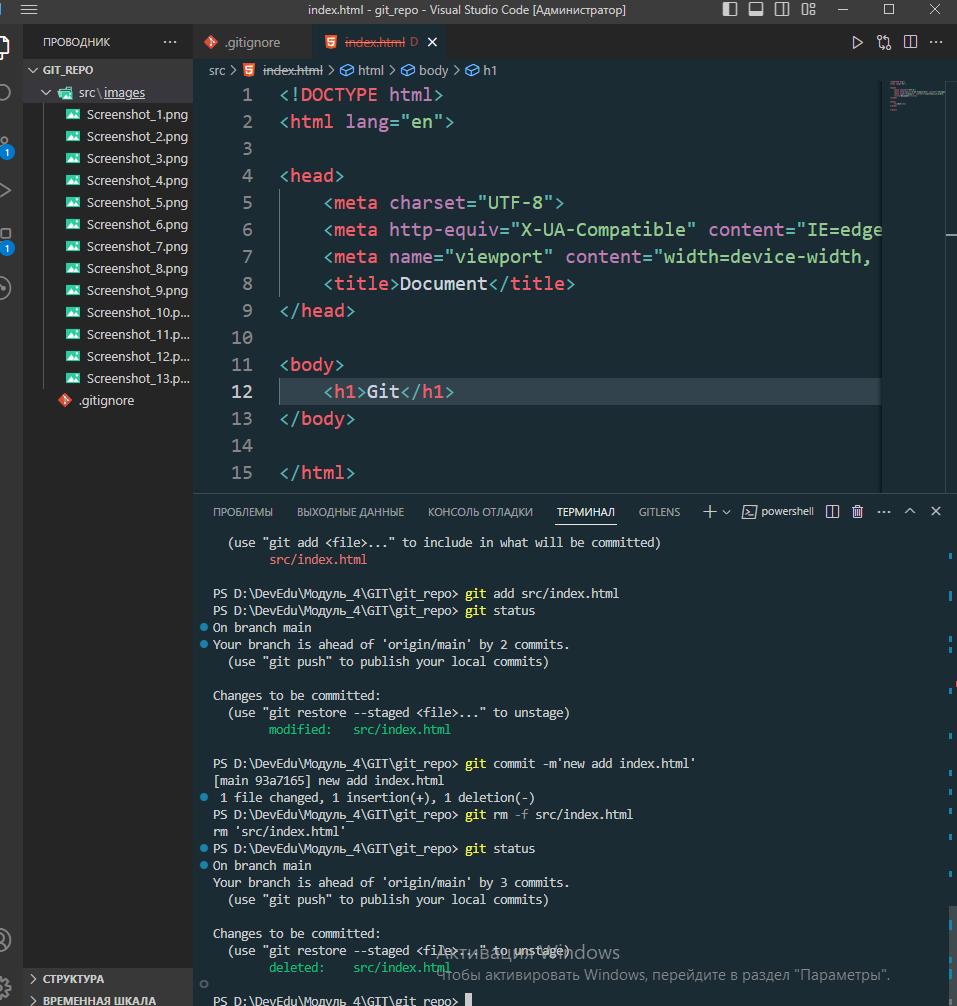 index.html - git_repo - Visual Studio Code [Администратор]
ПРОВОДНИК
GIT_REPO
src\images
Screenshot_1.png
Screenshot_2.png
Screenshot_3.png
Screenshot_4.png
Screenshot_5.png
Screenshot_6.png
Screenshot_7.png
Screenshot_8.png
Screenshot_9.png
Screenshot_10.p...
Screenshot_11.p...
Screenshot_12.p...
Screenshot_13.p...
.gitignore
1
1
СТРУКТУРА
ВРЕМЕННАЯ ШКАЛА
.gitignore
index.html D
src > index.html > html > body > h1
1 <!DOCTYPE html>
2 <html lang="en">
3
4 <head>
5 <meta charset="UTF-8">
6 <meta http-equiv="X-UA-Compatible" content="IE=edge
7 <meta name="viewport" content="width=device-width,
8 <title>Document</title>
9 </head>
10
11 <body>
12 <h1>Git</h1>
13 </body>
14
15 </html>
ПРОБЛЕМЫ ВЫХОДНЫЕ ДАННЫЕ КОНСОЛЬ ОТЛАДКИ ТЕРМИНАЛ GITLENS powershell
(use "git add <file>..." to include in what will be committed)
src/index.html
PS D:\DevEdu\Модуль_4\GIT\git_repo> git add src/index.html
PS D:\DevEdu\Модуль_4\GIT\git_repo> git status
On branch main
Your branch is ahead of 'origin/main' by 2 commits.
(use "git push" to publish your local commits)
Changes to be committed:
(use "git restore --staged <file>..." to unstage)
modified: src/index.html
PS D:\DevEdu\Модуль_4\GIT\git_repo> git commit -m'new add index.html'
[main 93a7165] new add index.html
1 file changed, 1 insertion(+), 1 deletion(-)
PS D:\DevEdu\Модуль_4\GIT\git_repo> git rm -f src/index.html
rm 'src/index.html'
PS D:\DevEdu\Модуль_4\GIT\git_repo> git status
On branch main
Your branch is ahead of 'origin/main' by 3 commits.
(use "git push" to publish your local commits)
Changes to be committed:
(use "git restore --staged <file>..." to unstage)
deleted: src/index.html
PS D:\DevEdu\Модуль_4\GIT\git_repo>
Активация Windows
Чтобы активировать Windows, перейдите в раздел "Параметры".